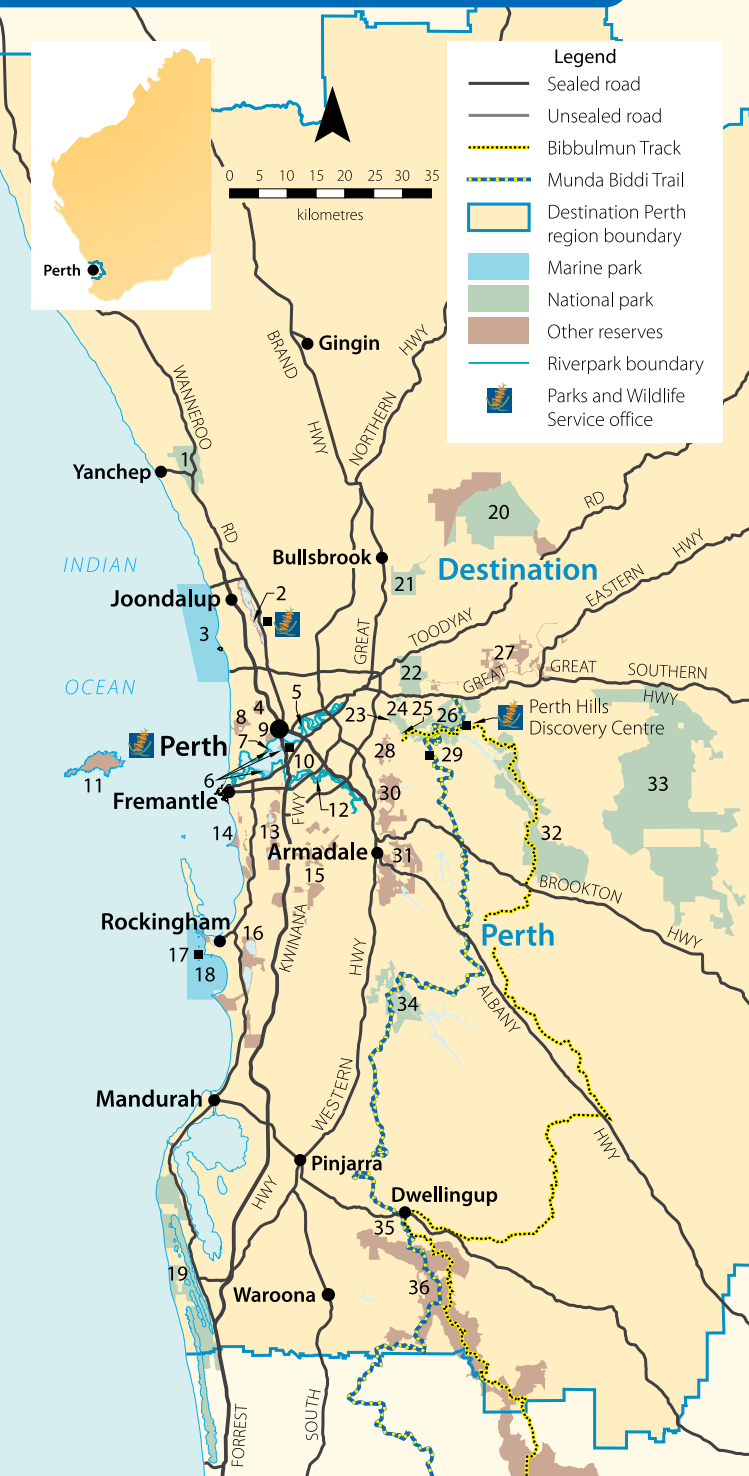 Legend
Sealed road
Unsealed road
Bibbulmun Track
Munda Biddi Trail
Destination Perth
region boundary
Marine park
National park
Other reserves
Riverpark boundary
Parks and Wildlife
Service office
0 5 10 15 20 25 30 35
kilometres
Perth
Gingin
BRAND
HWY
NORTHERN
HWY
WANNEROO
RD
1
Yanchep
20
RD
INDIAN
Bullsbrook
Destination
EASTERN HWY
21
Joondalup
2
3
GREAT
TOODYAY
27
GREAT
SOUTHERN
HWY
OCEAN
22
GREAT
4
5
8
9
23
24
25
26
Perth Hills
Discovery Centre
7
Perth
10
28
29
6
11
33
Fremantle
12
30
FWY
14
13
32
Armadale
31
15
BROOKTON
HWY
Rockingham
16
KWINANA
HWY
Perth
17
18
34
ALBANY
Mandurah
WESTERN
HWY
Pinjarra
HWY
Dwellingup
35
19
36
Waroona
FORREST
SOUTH